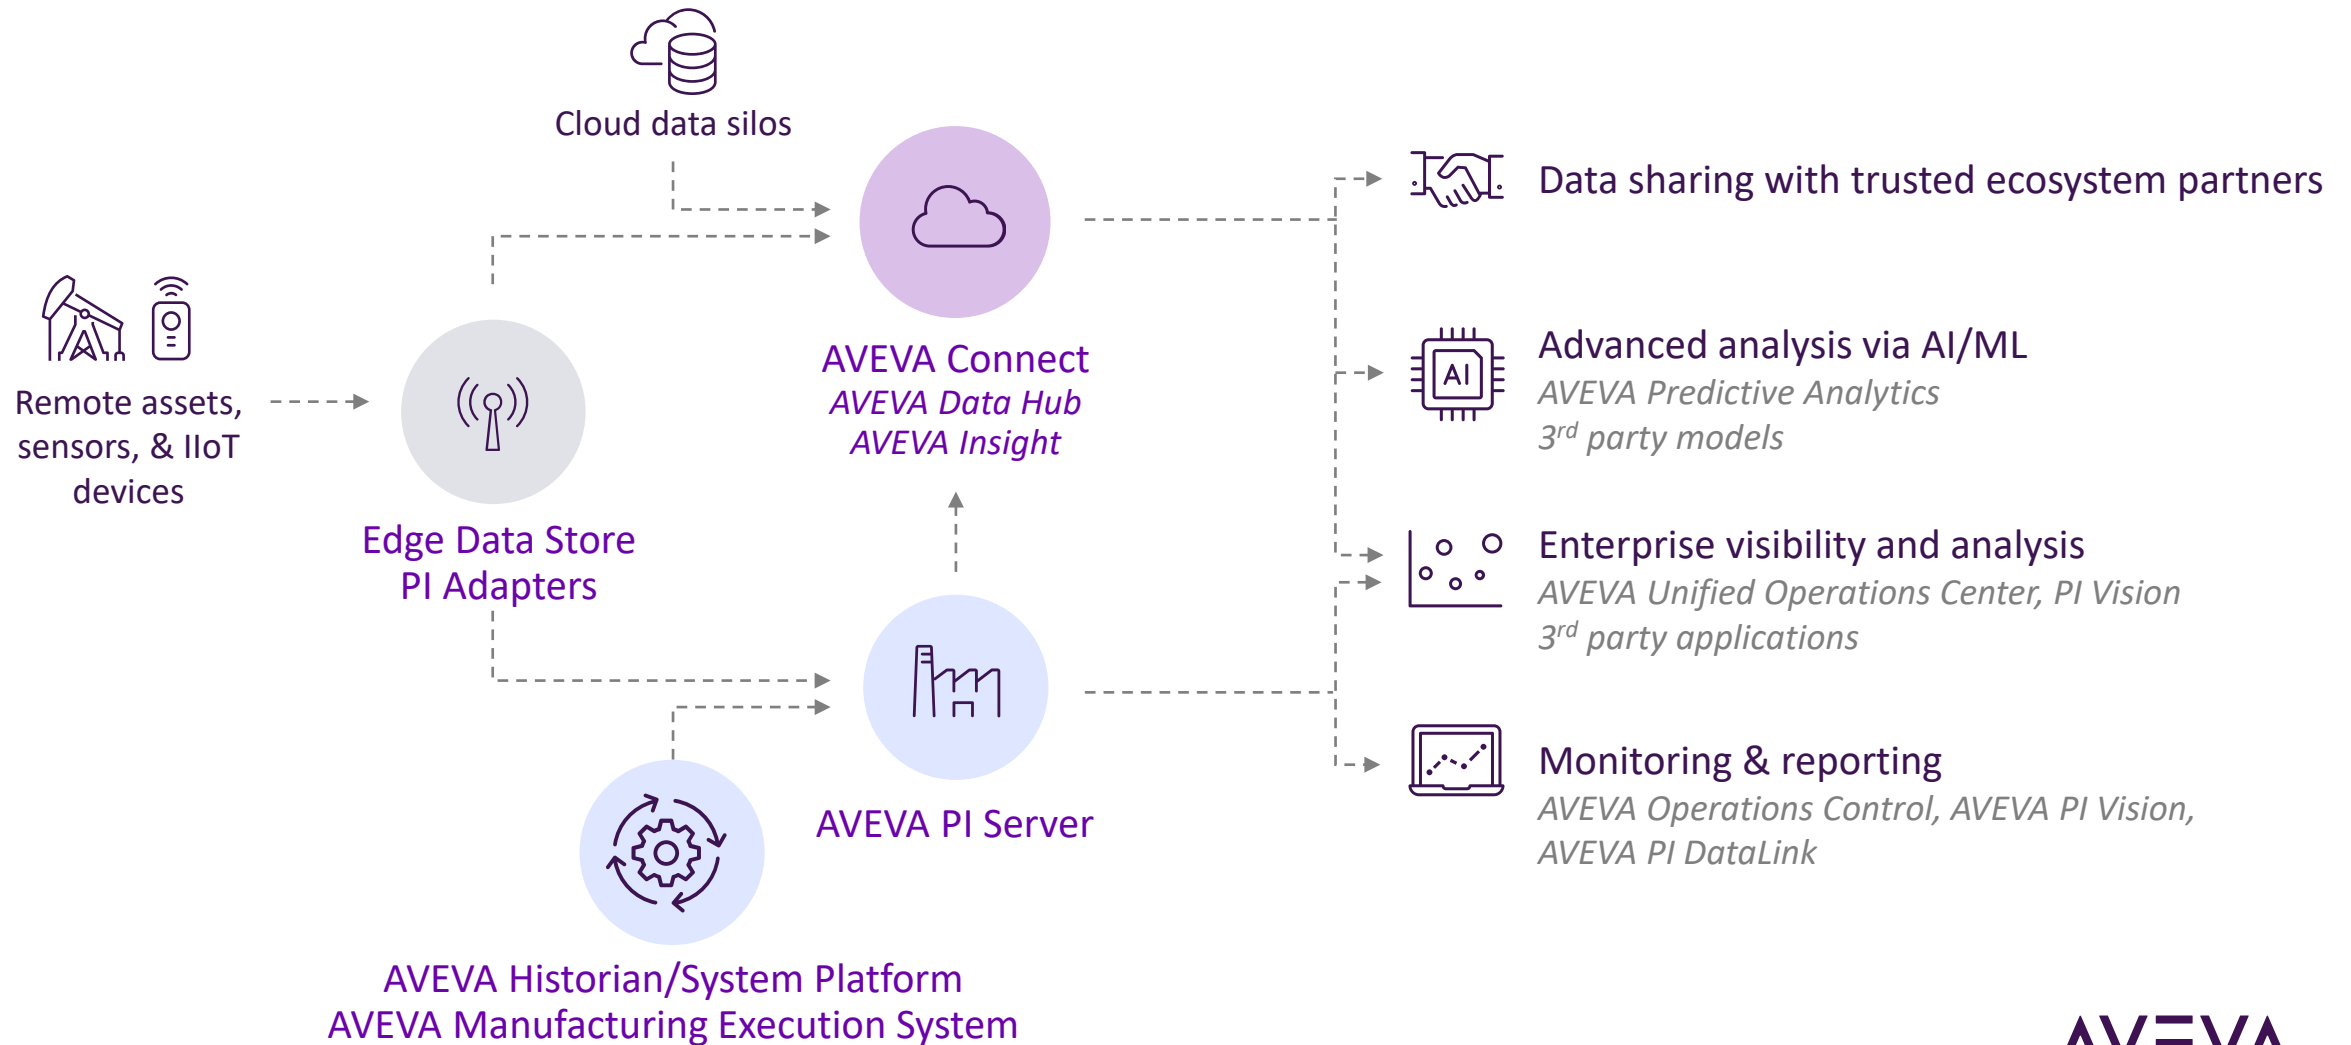 Cloud data silos
Remote assets,
sensors, & IIoT
devices
Edge Data Store
PI Adapters
AVEVA Connect
AVEVA Data Hub
AVEVA Insight
AVEVA PI Server
AVEVA Historian/System Platform
AVEVA Manufacturing Execution System
Data sharing with trusted ecosystem partners
AI
Advanced analysis via AI/ML
AVEVA Predictive Analytics
3rd party models
Enterprise visibility and analysis
AVEVA Unified Operations Center, PI Vision
3rd party applications
Monitoring & reporting
AVEVA Operations Control, AVEVA PI Vision,
AVEVA PI DataLink
AVEVA